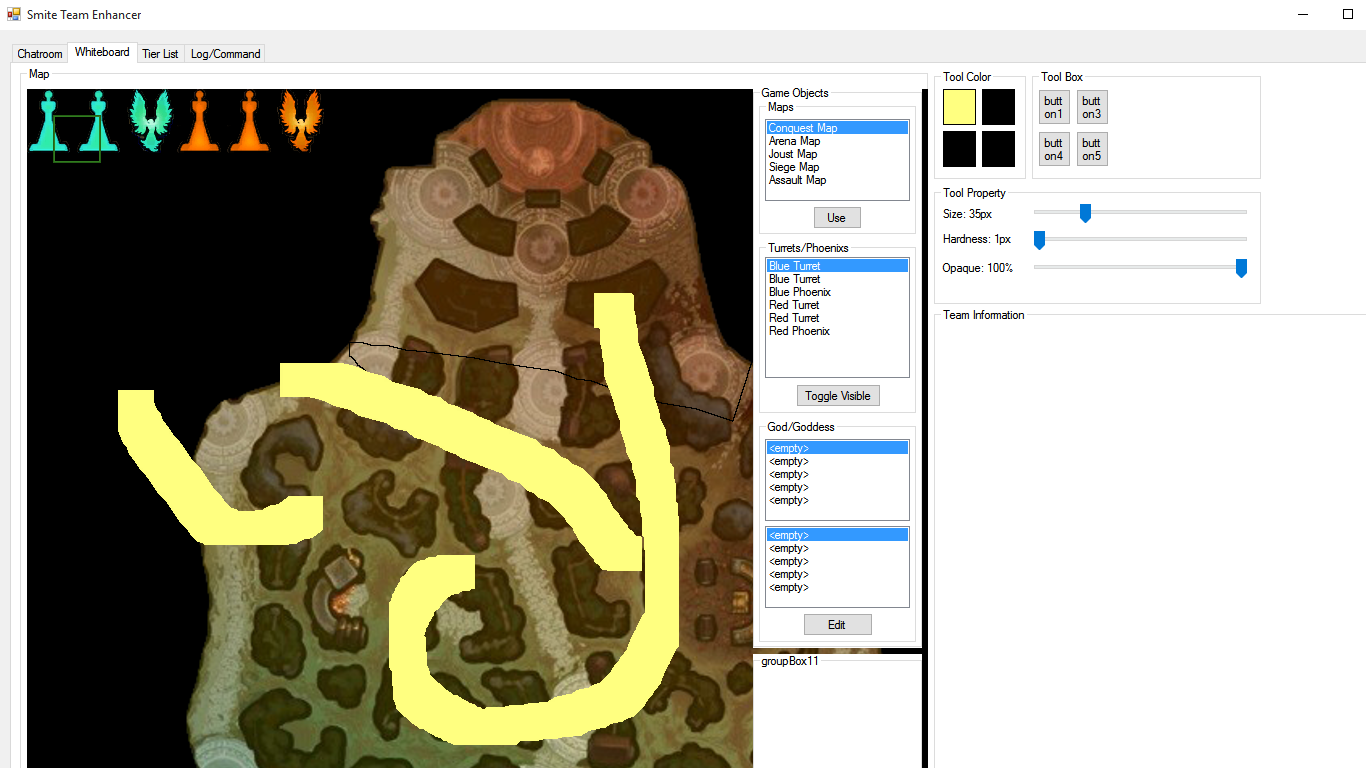 Smite Team Enhancer
Chatroom
Whiteboard
Tier List
Log/Command
Map
Game Objects
Maps
Conquest Map
Arena Map
Joust Map
Siege Map
Assault Map
Use
Turrets/Phoenixs
Blue Turret
Blue Turret
Blue Phoenix
Red Turret
Red Turret
Red Phoenix
Toggle Visible
God/Goddess
<empty>
<empty>
<empty>
<empty>
<empty>
<empty>
<empty>
<empty>
<empty>
<empty>
Edit
groupBox11
Tool Color
Tool Box
butt
on1
butt
on3
butt
on4
butt
on5
Tool Property
Size: 35px
Hardness: 1px
Opaque: 100%
Team Information